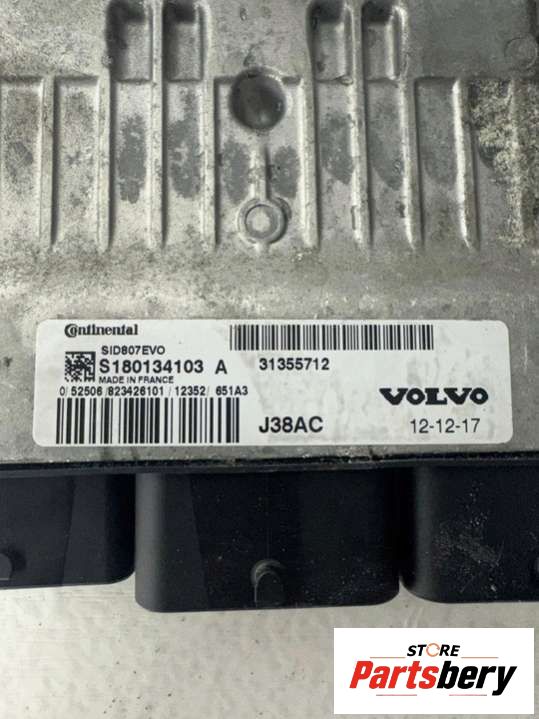 Continental
SID807EVO
S180134103 A
MADE IN FRANCE
0/ 52506 /823426101 / 12352/ 651A3
31355712
VOLVO
J38AC
12-12-17
STORE
Partsbery